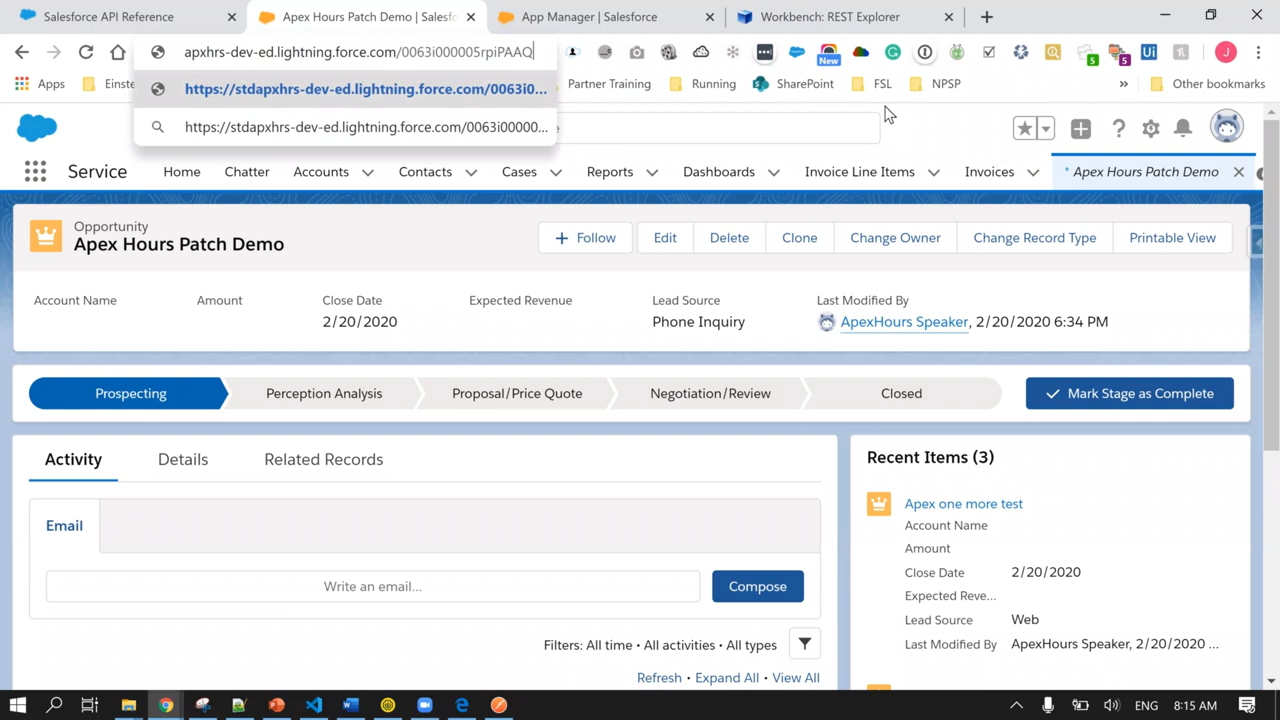 Salesforce API Reference
Apex Hours Patch Demo | Salesf
App Manager | Salesforce
Workbench: REST Explorer
apxhrs-dev-ed.lightning.force.com/0063i000005rpiPAAQ
New
5
5
Ui
J
Apps
Einste
https://stdapxhrs-dev-ed.lightning.force.com/0063i0...
Partner Training
Running
SharePoint
FSL
NPSP
»
Other bookmarks
https://stdapxhrs-dev-ed.lightning.force.com/0063i00000...
Service
Home
Chatter
Accounts
Contacts
Cases
Reports
Dashboards
Invoice Line Items
Invoices
* Apex Hours Patch Demo
Opportunity
Apex Hours Patch Demo
+ Follow
Edit
Delete
Clone
Change Owner
Change Record Type
Printable View
Account Name
Amount
Close Date
Expected Revenue
Lead Source
Last Modified By
2/20/2020
Phone Inquiry
ApexHours Speaker, 2/20/2020 6:34 PM
Prospecting
Perception Analysis
Proposal/Price Quote
Negotiation/Review
Closed
Mark Stage as Complete
Activity
Details
Related Records
Recent Items (3)
Email
Write an email...
Compose
Apex one more test
Account Name
Amount
Close Date
2/20/2020
Expected Reve...
Lead Source
Web
Last Modified By
ApexHours Speaker, 2/20/2020 ...
Filters: All time • All activities • All types
Refresh • Expand All • View All
ENG
8:15 AM